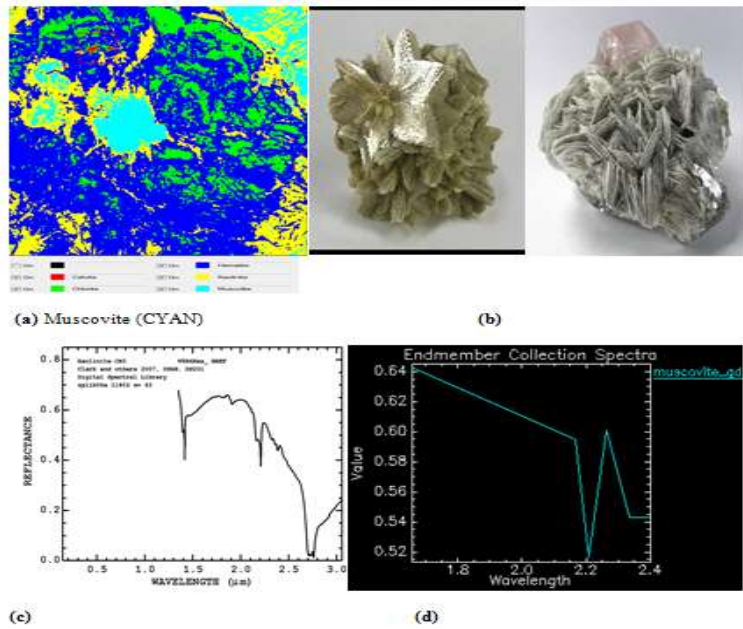 Calcite
Chlorite
Hematite
Kaolinite
Muscovite
(a) Muscovite (CYAN)
(b)
Kaolinite CM3
Clark and others 2007, USGS, DS231
Digital Spectral Library
REFLECTANCE
0.8
0.6
0.4
0.2
0.0
0.5 1.0 1.5 2.0 2.5 3.0
WAVELENGTH (µm)
(c)
Endmember Collection Spectra
muscovite_gd
Value
0.64
0.62
0.60
0.58
0.56
0.54
0.52
1.8 2.0 2.2 2.4
Wavelength
(d)